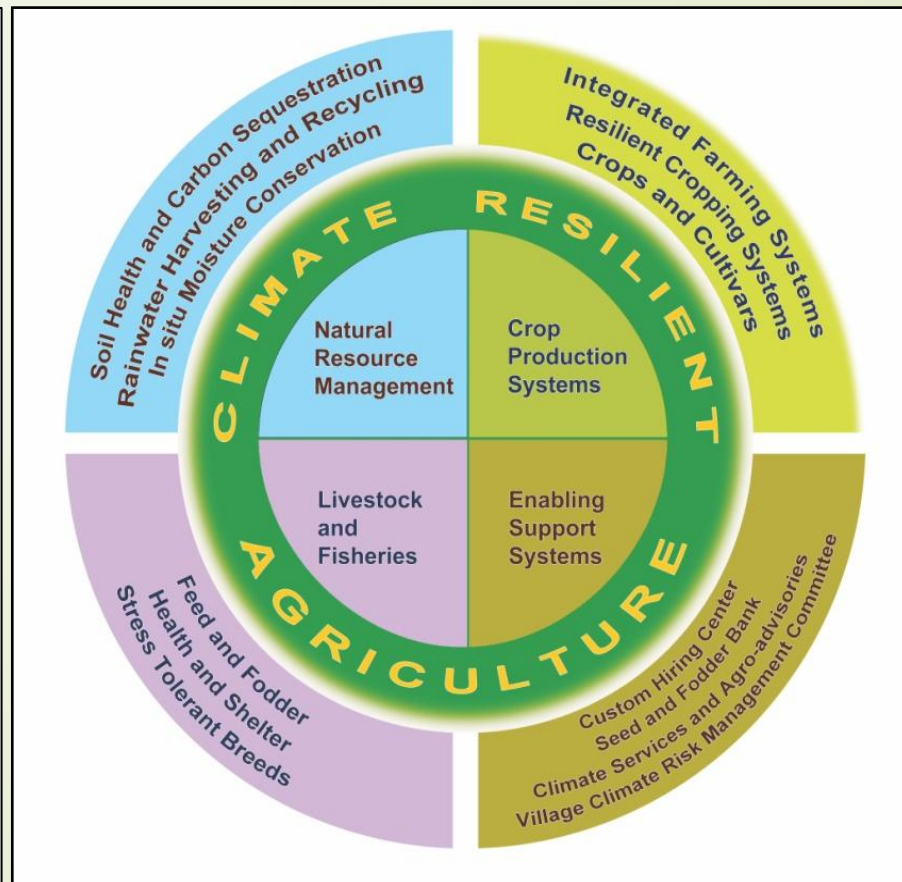 Soil Health and Carbon Sequestration
Rainwater Harvesting and Recycling
In situ Moisture Conservation
Integrated Farming Systems
Resilient Cropping Systems
Crops and Cultivars
CLIMATE RESILIENT
Natural
Resource
Management
Crop
Production
Systems
Livestock
and
Fisheries
Enabling
Support
Systems
AGRICULTURE
Feed and Fodder
Health and Shelter
Stress Tolerant Breeds
Custom Hiring Center
Seed and Fodder Bank
Climate Services and Agro-advisories
Village Climate Risk Management Committee